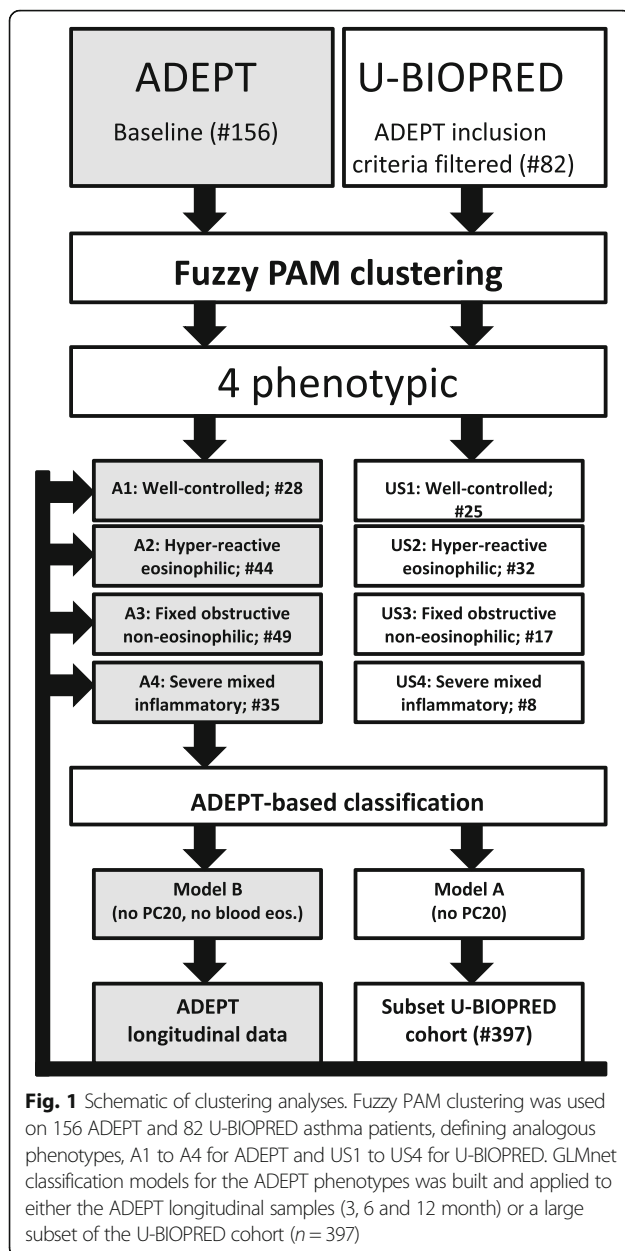 ADEPT
Baseline (#156)
U-BIOPRED
ADEPT inclusion
criteria filtered (#82)
Fuzzy PAM clustering
4 phenotypic
A1: Well-controlled; #28
US1: Well-controlled;
#25
A2: Hyper-reactive
eosinophilic; #44
US2: Hyper-reactive
eosinophilic; #32
A3: Fixed obstructive
non-eosinophilic; #49
US3: Fixed obstructive
non-eosinophilic; #17
A4: Severe mixed
inflammatory; #35
US4: Severe mixed
inflammatory; #8
ADEPT-based classification
Model B
(no PC20, no blood eos.)
Model A
(no PC20)
ADEPT
longitudinal data
Subset U-BIOPRED
cohort (#397)
Fig. 1 Schematic of clustering analyses. Fuzzy PAM clustering was used
on 156 ADEPT and 82 U-BIOPRED asthma patients, defining analogous
phenotypes, A1 to A4 for ADEPT and US1 to US4 for U-BIOPRED. GLMnet
classification models for the ADEPT phenotypes was built and applied to
either the ADEPT longitudinal samples (3, 6 and 12 month) or a large
subset of the U-BIOPRED cohort (n = 397)